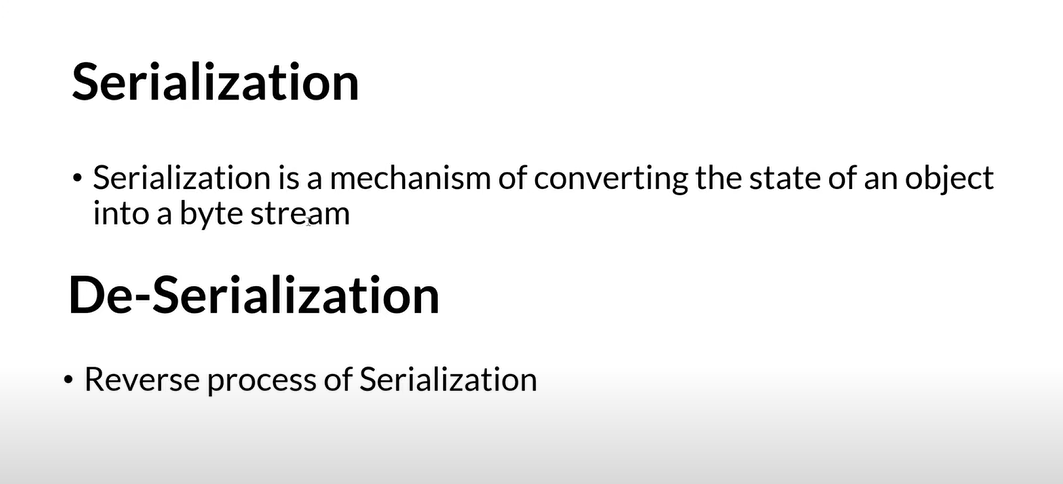 Serialization
• Serialization is a mechanism of converting the state of an object
into a byte stream
De-Serialization
• Reverse process of Serialization